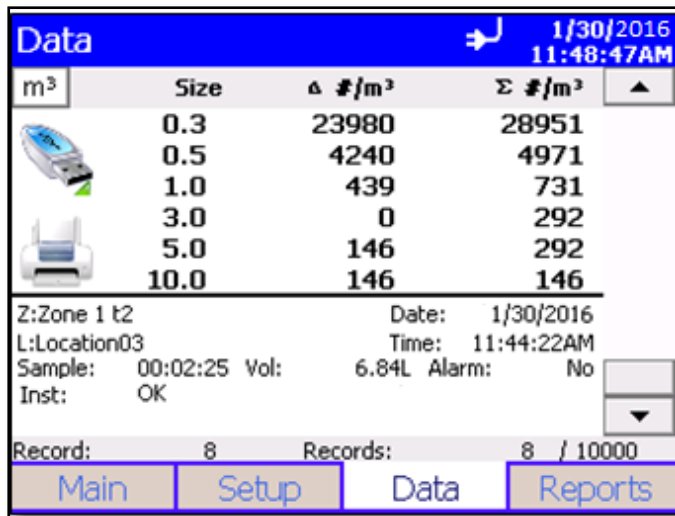 Data 1/30/2016
11:48:47AM
m³ Size Δ #/m³ Σ #/m³
0.3 23980 28951
0.5 4240 4971
1.0 439 731
3.0 0 292
5.0 146 292
10.0 146 146
Z:Zone 1 t2 Date: 1/30/2016
L:Location03 Time: 11:44:22AM
Sample: 00:02:25 Vol: 6.84L Alarm: No
Inst: OK
Record: 8 Records: 8 / 10000
Main Setup Data Reports